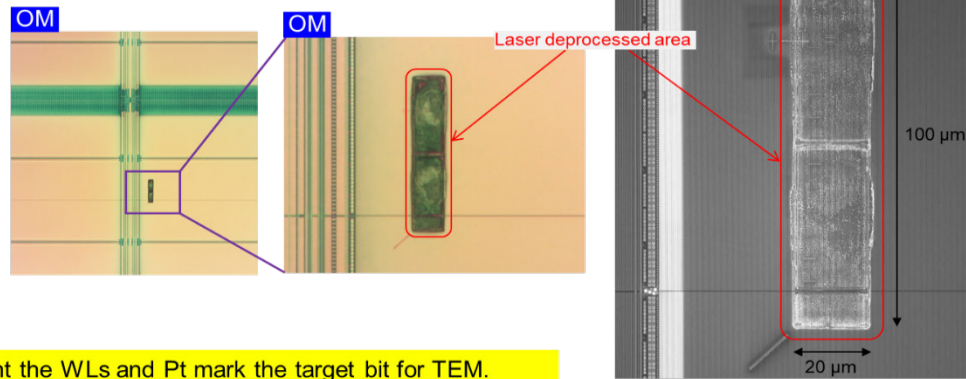 OM
OM
Laser deprocessed area
100 µm
20 µm
the WLs and Pt mark the target bit for TEM.